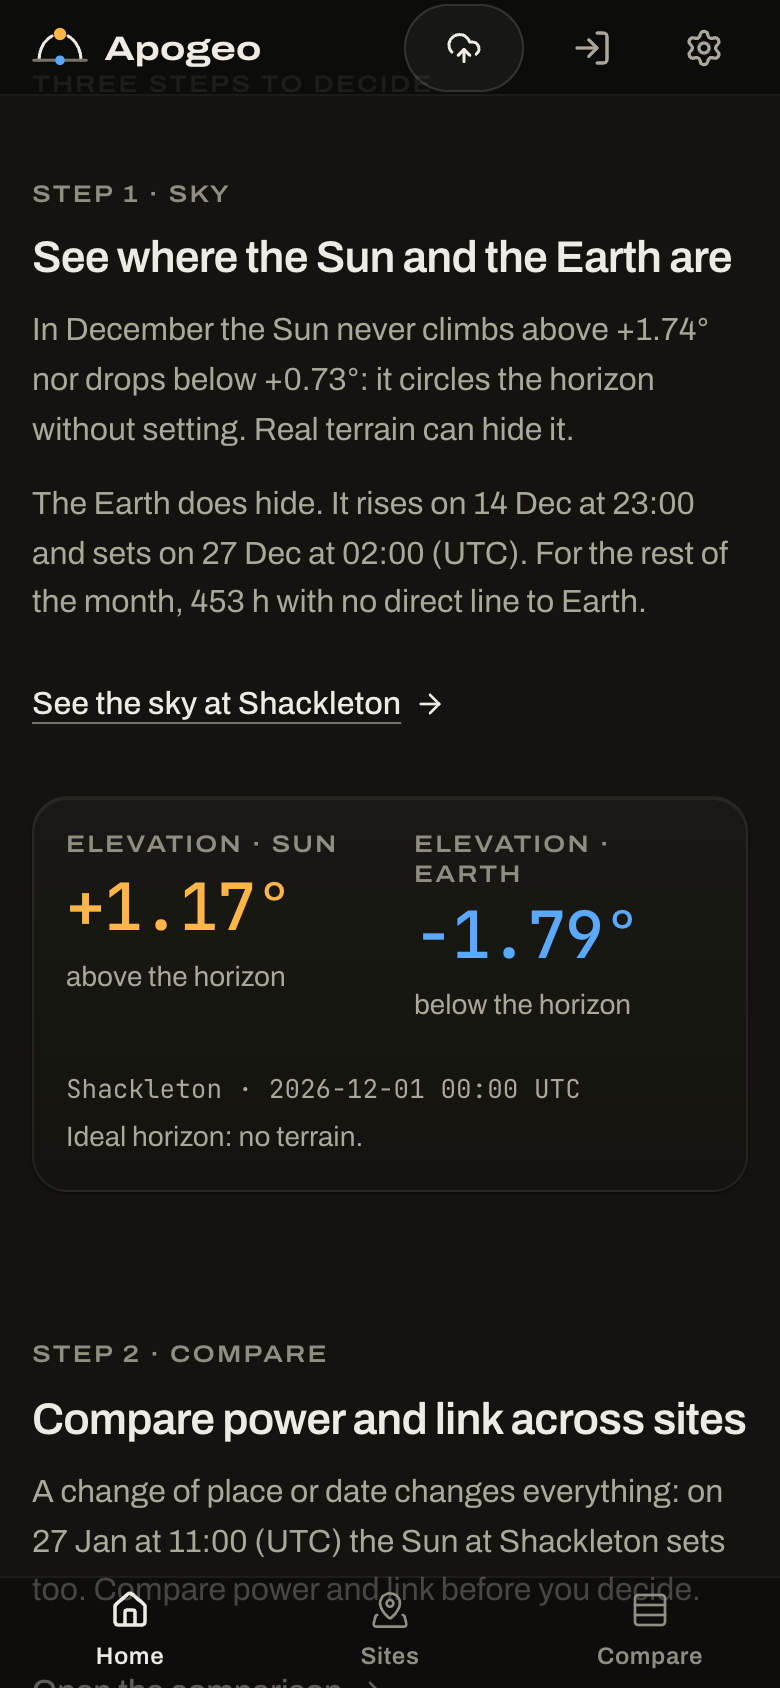 Apogeo
THREE STEPS TO DECIDE
STEP 1 · SKY
See where the Sun and the Earth are
In December the Sun never climbs above +1.74°
nor drops below +0.73°: it circles the horizon
without setting. Real terrain can hide it.
The Earth does hide. It rises on 14 Dec at 23:00
and sets on 27 Dec at 02:00 (UTC). For the rest of
the month, 453 h with no direct line to Earth.
See the sky at Shackleton →
ELEVATION · SUN
+1.17°
above the horizon
ELEVATION ·
EARTH
-1.79°
below the horizon
Shackleton · 2026-12-01 00:00 UTC
Ideal horizon: no terrain.
STEP 2 · COMPARE
Compare power and link across sites
A change of place or date changes everything: on
27 Jan at 11:00 (UTC) the Sun at Shackleton sets
too. Compare power and link before you decide.
Home
Sites
Compare
Open the comparison